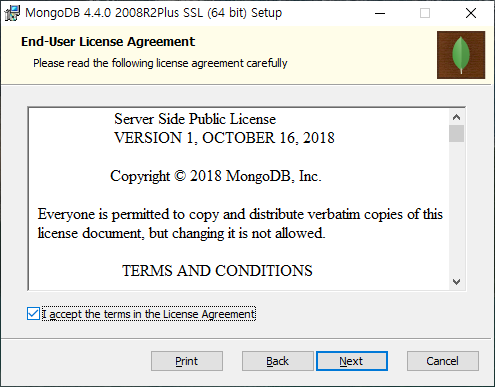 MongoDB 4.4.0 2008R2Plus SSL (64 bit) Setup
End-User License Agreement
Please read the following license agreement carefully
Server Side Public License
VERSION 1, OCTOBER 16, 2018
Copyright © 2018 MongoDB, Inc.
Everyone is permitted to copy and distribute verbatim copies of this
license document, but changing it is not allowed.
TERMS AND CONDITIONS
I accept the terms in the License Agreement
Print Back Next Cancel